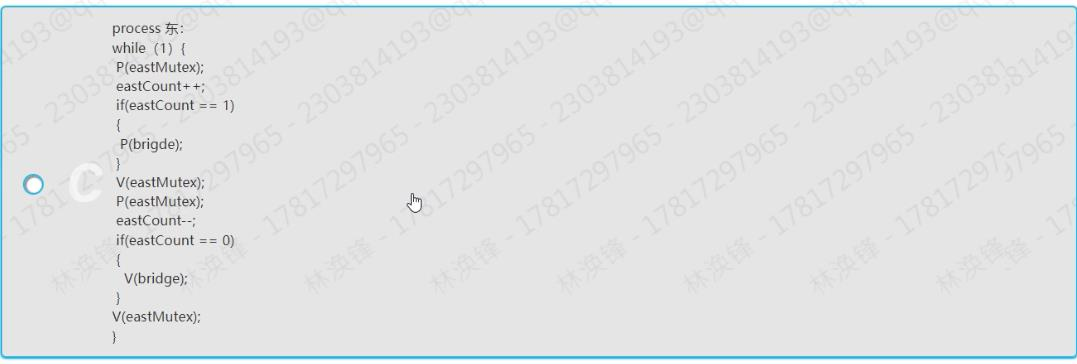 process 东：
while（1）{
P(eastMutex);
eastCount++;
if(eastCount == 1)
{
P(brigde);
}
V(eastMutex);
C
P(eastMutex);
eastCount--;
if(eastCount == 0)
{
V(bridge);
}
V(eastMutex);
}
林涣锋 - 17817297965 - 2303814193@qq